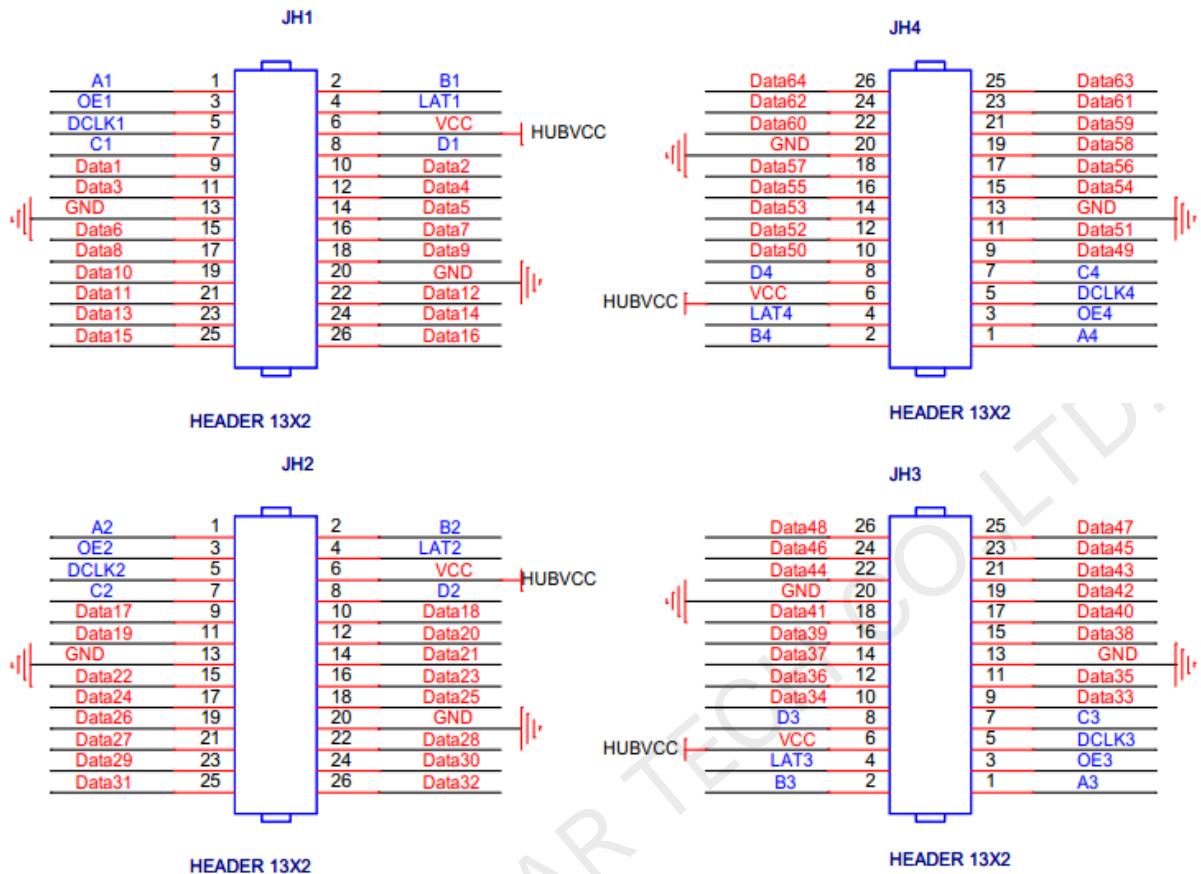 JH1
A1 1 2 B1
OE1 3 4 LAT1
DCLK1 5 6 VCC HUBVCC
C1 7 8 D1
Data1 9 10 Data2
Data3 11 12 Data4
GND 13 14 Data5
Data6 15 16 Data7
Data8 17 18 Data9
Data10 19 20 GND
Data11 21 22 Data12
Data13 23 24 Data14
Data15 25 26 Data16
HEADER 13X2
JH4
Data64 26 25 Data63
Data62 24 23 Data61
Data60 22 21 Data59
GND 20 19 Data58
Data57 18 17 Data56
Data55 16 15 Data54
Data53 14 13 GND
Data52 12 11 Data51
Data50 10 9 Data49
D4 8 7 C4
HUBVCC VCC 6 5 DCLK4
LAT4 4 3 OE4
B4 2 1 A4
HEADER 13X2
JH2
A2 1 2 B2
OE2 3 4 LAT2
DCLK2 5 6 VCC HUBVCC
C2 7 8 D2
Data17 9 10 Data18
Data19 11 12 Data20
GND 13 14 Data21
Data22 15 16 Data23
Data24 17 18 Data25
Data26 19 20 GND
Data27 21 22 Data28
Data29 23 24 Data30
Data31 25 26 Data32
HEADER 13X2
JH3
Data48 26 25 Data47
Data46 24 23 Data45
Data44 22 21 Data43
GND 20 19 Data42
Data41 18 17 Data40
Data39 16 15 Data38
Data37 14 13 GND
Data36 12 11 Data35
Data34 10 9 Data33
D3 8 7 C3
HUBVCC VCC 6 5 DCLK3
LAT3 4 3 OE3
B3 2 1 A3
HEADER 13X2
AR TECH CO.,LTD.